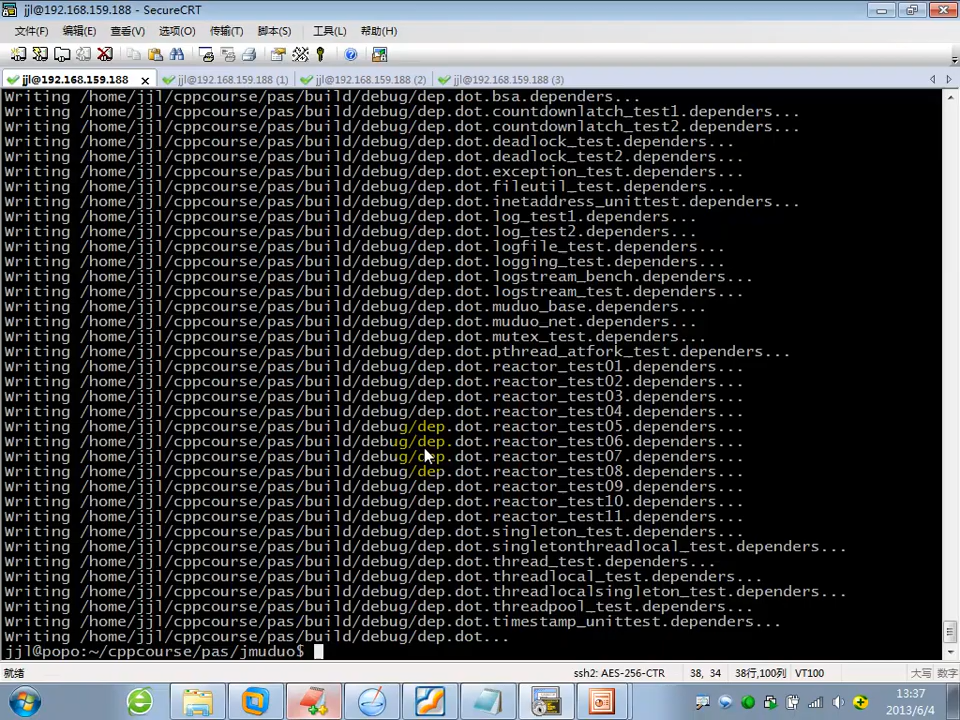 jjl@192.168.159.188 - SecureCRT
文件(F) 编辑(E) 查看(V) 选项(O) 传输(T) 脚本(S) 工具(L) 帮助(H)
jjl@192.168.159.188 jjl@192.168.159.188 (1) jjl@192.168.159.188 (2) jjl@192.168.159.188 (3)
Writing /home/jjl/cppcourse/pas/build/debug/dep.dot.bsa.dependers...
Writing /home/jjl/cppcourse/pas/build/debug/dep.dot.countdownlatch_test1.dependers...
Writing /home/jjl/cppcourse/pas/build/debug/dep.dot.countdownlatch_test2.dependers...
Writing /home/jjl/cppcourse/pas/build/debug/dep.dot.deadlock_test.dependers...
Writing /home/jjl/cppcourse/pas/build/debug/dep.dot.deadlock_test2.dependers...
Writing /home/jjl/cppcourse/pas/build/debug/dep.dot.exception_test.dependers...
Writing /home/jjl/cppcourse/pas/build/debug/dep.dot.fileutil_test.dependers...
Writing /home/jjl/cppcourse/pas/build/debug/dep.dot.inetaddress_unittest.dependers...
Writing /home/jjl/cppcourse/pas/build/debug/dep.dot.log_test1.dependers...
Writing /home/jjl/cppcourse/pas/build/debug/dep.dot.log_test2.dependers...
Writing /home/jjl/cppcourse/pas/build/debug/dep.dot.logfile_test.dependers...
Writing /home/jjl/cppcourse/pas/build/debug/dep.dot.logging_test.dependers...
Writing /home/jjl/cppcourse/pas/build/debug/dep.dot.logstream_bench.dependers...
Writing /home/jjl/cppcourse/pas/build/debug/dep.dot.logstream_test.dependers...
Writing /home/jjl/cppcourse/pas/build/debug/dep.dot.muduo_base.dependers...
Writing /home/jjl/cppcourse/pas/build/debug/dep.dot.muduo_net.dependers...
Writing /home/jjl/cppcourse/pas/build/debug/dep.dot.mutex_test.dependers...
Writing /home/jjl/cppcourse/pas/build/debug/dep.dot.pthread_atfork_test.dependers...
Writing /home/jjl/cppcourse/pas/build/debug/dep.dot.reactor_test01.dependers...
Writing /home/jjl/cppcourse/pas/build/debug/dep.dot.reactor_test02.dependers...
Writing /home/jjl/cppcourse/pas/build/debug/dep.dot.reactor_test03.dependers...
Writing /home/jjl/cppcourse/pas/build/debug/dep.dot.reactor_test04.dependers...
Writing /home/jjl/cppcourse/pas/build/debug/dep.dot.reactor_test05.dependers...
Writing /home/jjl/cppcourse/pas/build/debug/dep.dot.reactor_test06.dependers...
Writing /home/jjl/cppcourse/pas/build/debug/dep.dot.reactor_test07.dependers...
Writing /home/jjl/cppcourse/pas/build/debug/dep.dot.reactor_test08.dependers...
Writing /home/jjl/cppcourse/pas/build/debug/dep.dot.reactor_test09.dependers...
Writing /home/jjl/cppcourse/pas/build/debug/dep.dot.reactor_test10.dependers...
Writing /home/jjl/cppcourse/pas/build/debug/dep.dot.reactor_test11.dependers...
Writing /home/jjl/cppcourse/pas/build/debug/dep.dot.singleton_test.dependers...
Writing /home/jjl/cppcourse/pas/build/debug/dep.dot.singletonthreadlocal_test.dependers...
Writing /home/jjl/cppcourse/pas/build/debug/dep.dot.thread_test.dependers...
Writing /home/jjl/cppcourse/pas/build/debug/dep.dot.threadlocal_test.dependers...
Writing /home/jjl/cppcourse/pas/build/debug/dep.dot.threadlocalsingleton_test.dependers...
Writing /home/jjl/cppcourse/pas/build/debug/dep.dot.threadpool_test.dependers...
Writing /home/jjl/cppcourse/pas/build/debug/dep.dot.timestamp_unittest.dependers...
Writing /home/jjl/cppcourse/pas/build/debug/dep.dot...
jjl@popo:~/cppcourse/pas/jmuduo$
就绪 ssh2: AES-256-CTR 38, 34 38行,100列 VT100 大写 数字
13:37
2013/6/4